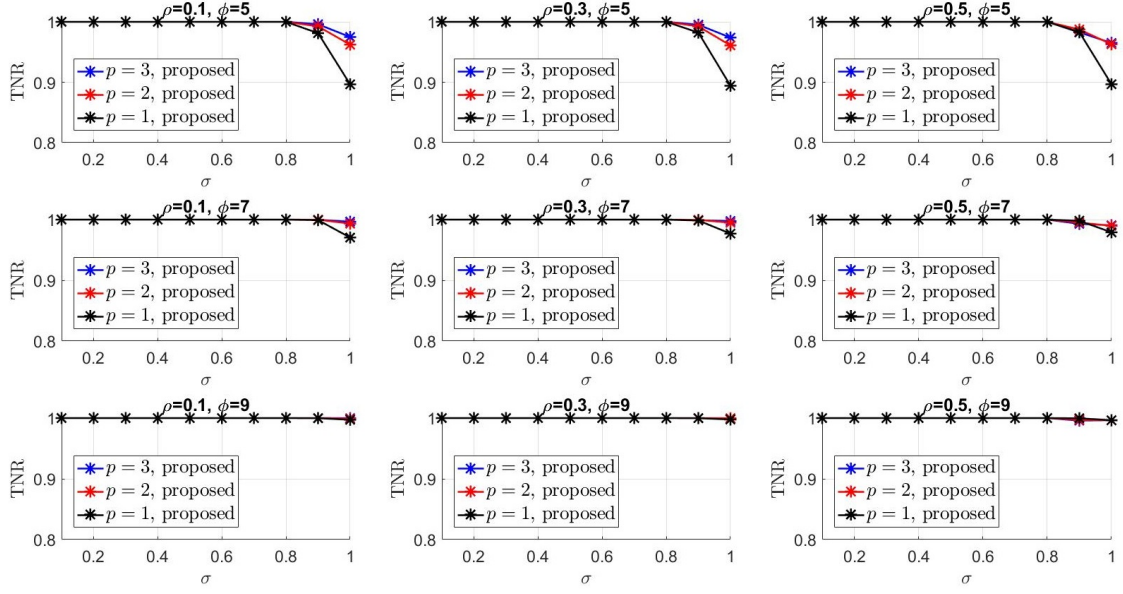 ρ=0.1, ϕ=5
1
0.9
0.8
TNR
p = 3, proposed
p = 2, proposed
p = 1, proposed
0.2 0.4 0.6 0.8 1
σ
ρ=0.3, ϕ=5
1
0.9
0.8
TNR
p = 3, proposed
p = 2, proposed
p = 1, proposed
0.2 0.4 0.6 0.8 1
σ
ρ=0.5, ϕ=5
1
0.9
0.8
TNR
p = 3, proposed
p = 2, proposed
p = 1, proposed
0.2 0.4 0.6 0.8 1
σ
ρ=0.1, ϕ=7
1
0.9
0.8
TNR
p = 3, proposed
p = 2, proposed
p = 1, proposed
0.2 0.4 0.6 0.8 1
σ
ρ=0.3, ϕ=7
1
0.9
0.8
TNR
p = 3, proposed
p = 2, proposed
p = 1, proposed
0.2 0.4 0.6 0.8 1
σ
ρ=0.5, ϕ=7
1
0.9
0.8
TNR
p = 3, proposed
p = 2, proposed
p = 1, proposed
0.2 0.4 0.6 0.8 1
σ
ρ=0.1, ϕ=9
1
0.9
0.8
TNR
p = 3, proposed
p = 2, proposed
p = 1, proposed
0.2 0.4 0.6 0.8 1
σ
ρ=0.3, ϕ=9
1
0.9
0.8
TNR
p = 3, proposed
p = 2, proposed
p = 1, proposed
0.2 0.4 0.6 0.8 1
σ
ρ=0.5, ϕ=9
1
0.9
0.8
TNR
p = 3, proposed
p = 2, proposed
p = 1, proposed
0.2 0.4 0.6 0.8 1
σ